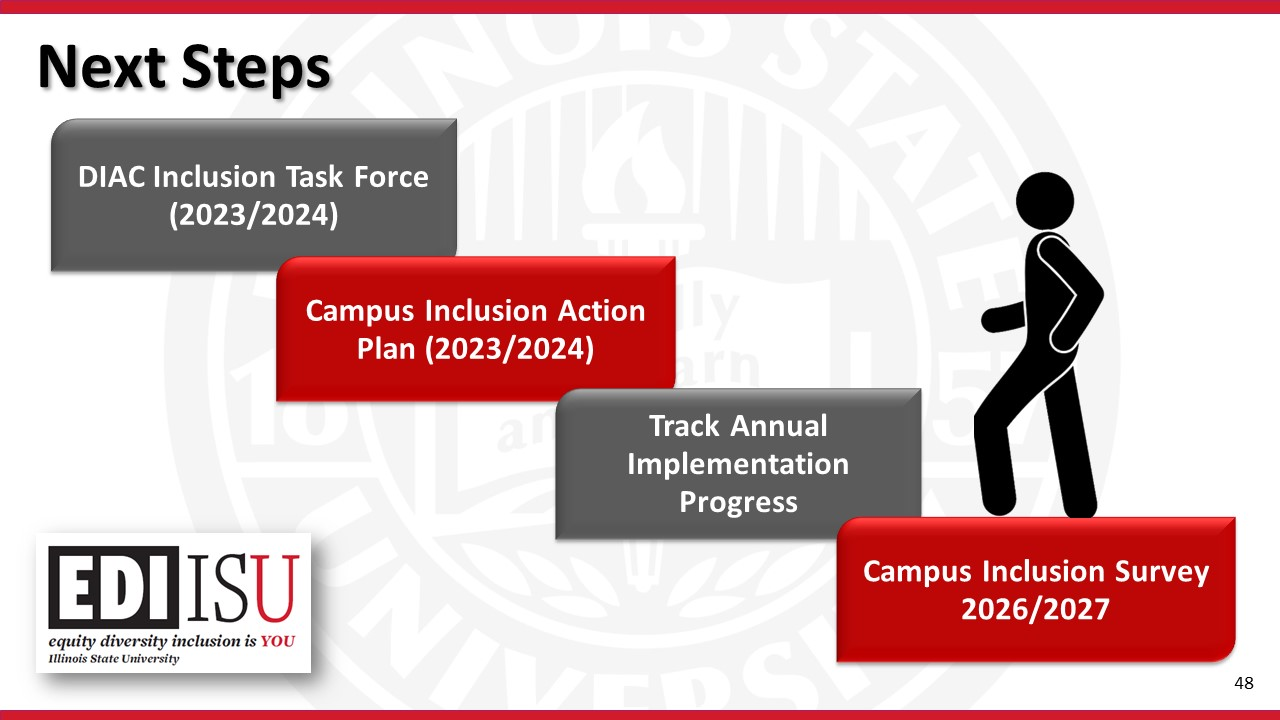 Next Steps
DIAC Inclusion Task Force
(2023/2024)
Campus Inclusion Action
Plan (2023/2024)
Track Annual
Implementation
Progress
Campus Inclusion Survey
2026/2027
EDI ISU
equity diversity inclusion is YOU
Illinois State University
48